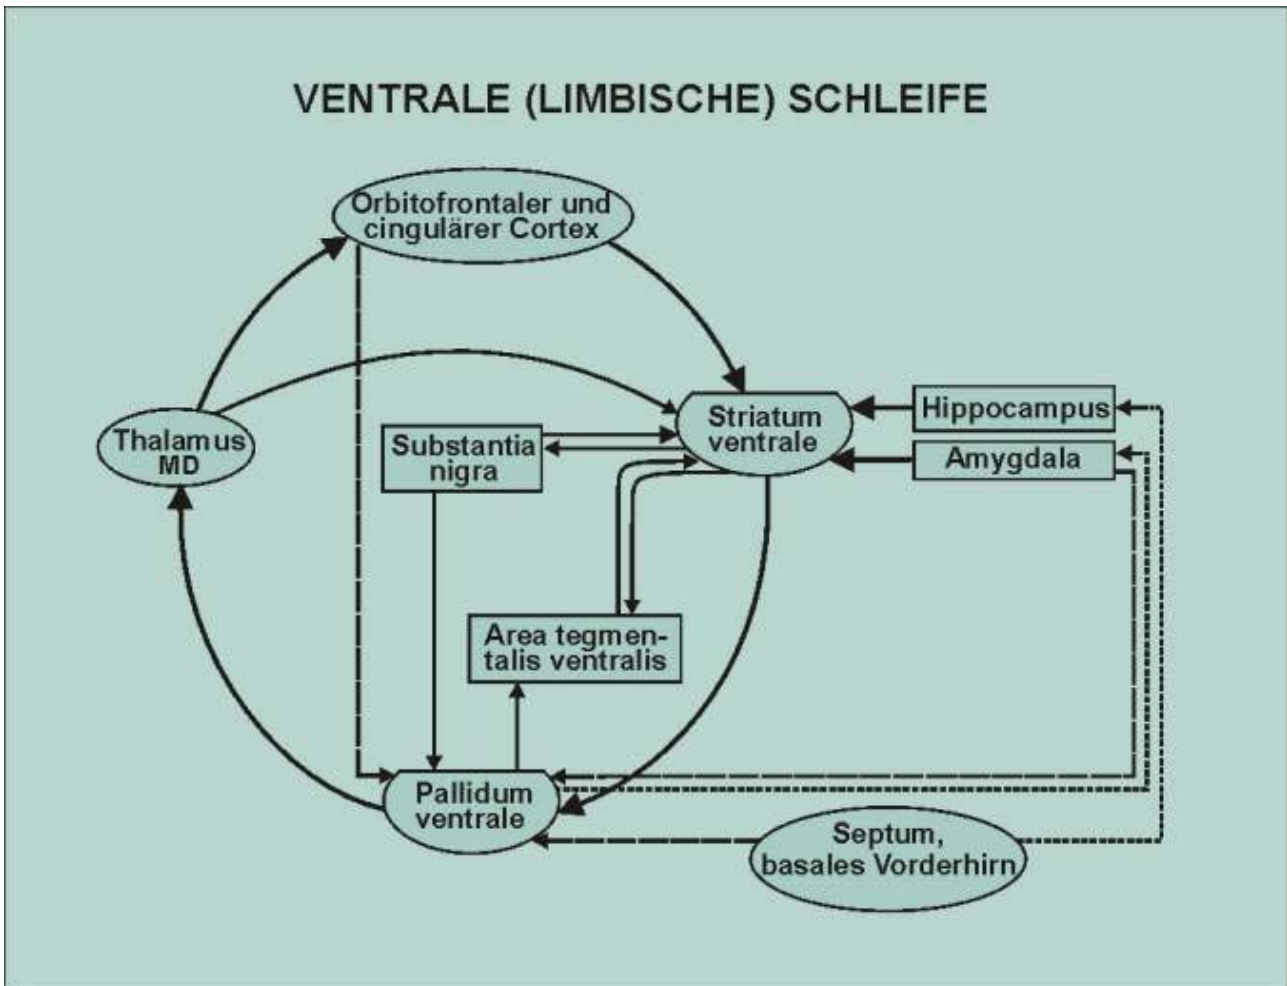 VENTRALE (LIMBISCHE) SCHLEIFE
Orbitofrontaler und
cingulärer Cortex
Thalamus
MD
Substantia
nigra
Striatum
ventrale
Hippocampus
Amygdala
Area tegmen-
talis ventralis
Pallidum
ventrale
Septum,
basales Vorderhirn